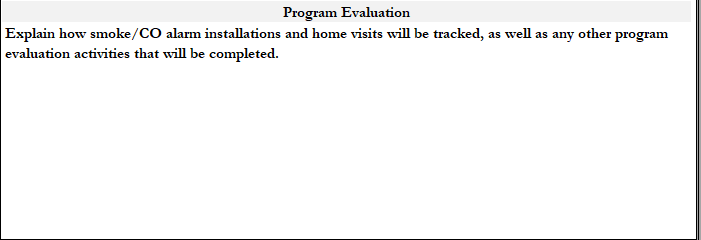 Program Evaluation
Explain how smoke/CO alarm installations and home visits will be tracked, as well as any other program
evaluation activities that will be completed.